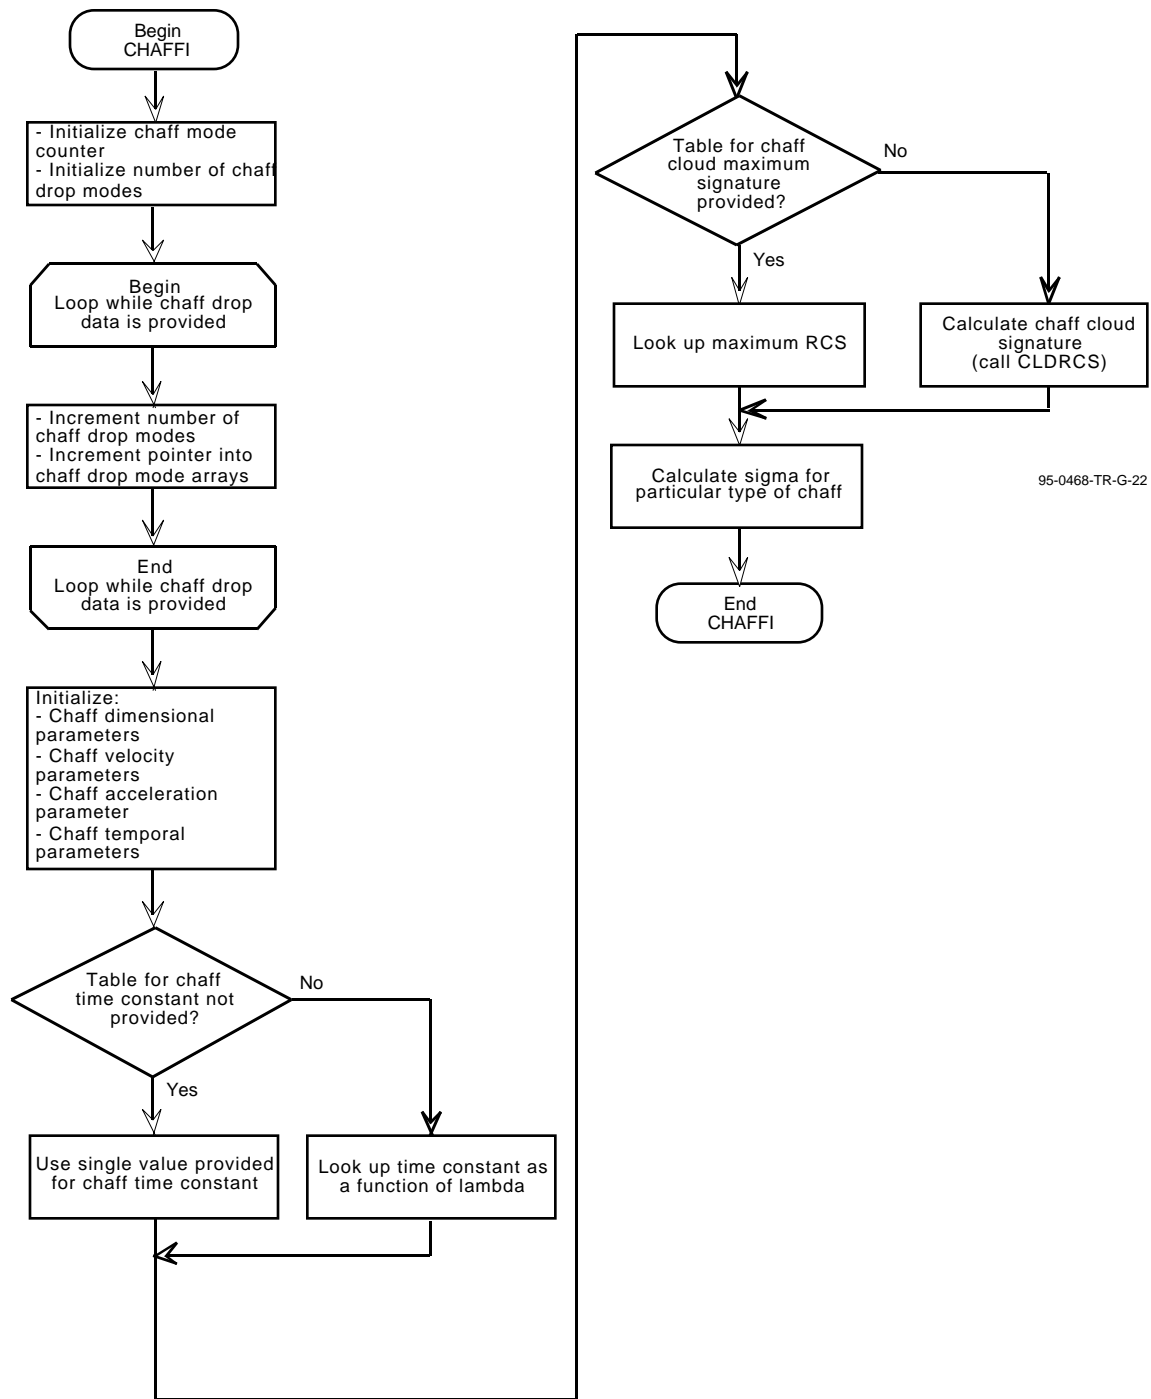 Begin
CHAFFI
- Initialize chaff mode
counter
- Initialize number of chaff
drop modes
Begin
Loop while chaff drop
data is provided
- Increment number of
chaff drop modes
- Increment pointer into
chaff drop mode arrays
End
Loop while chaff drop
data is provided
Initialize:
- Chaff dimensional
parameters
- Chaff velocity
parameters
- Chaff acceleration
parameter
- Chaff temporal
parameters
Table for chaff
time constant not
provided?
No
Yes
Use single value provided
for chaff time constant
Look up time constant as
a function of lambda
Table for chaff
cloud maximum
signature
provided?
No
Yes
Look up maximum RCS
Calculate chaff cloud
signature
(call CLDRCS)
Calculate sigma for
particular type of chaff
95-0468-TR-G-22
End
CHAFFI